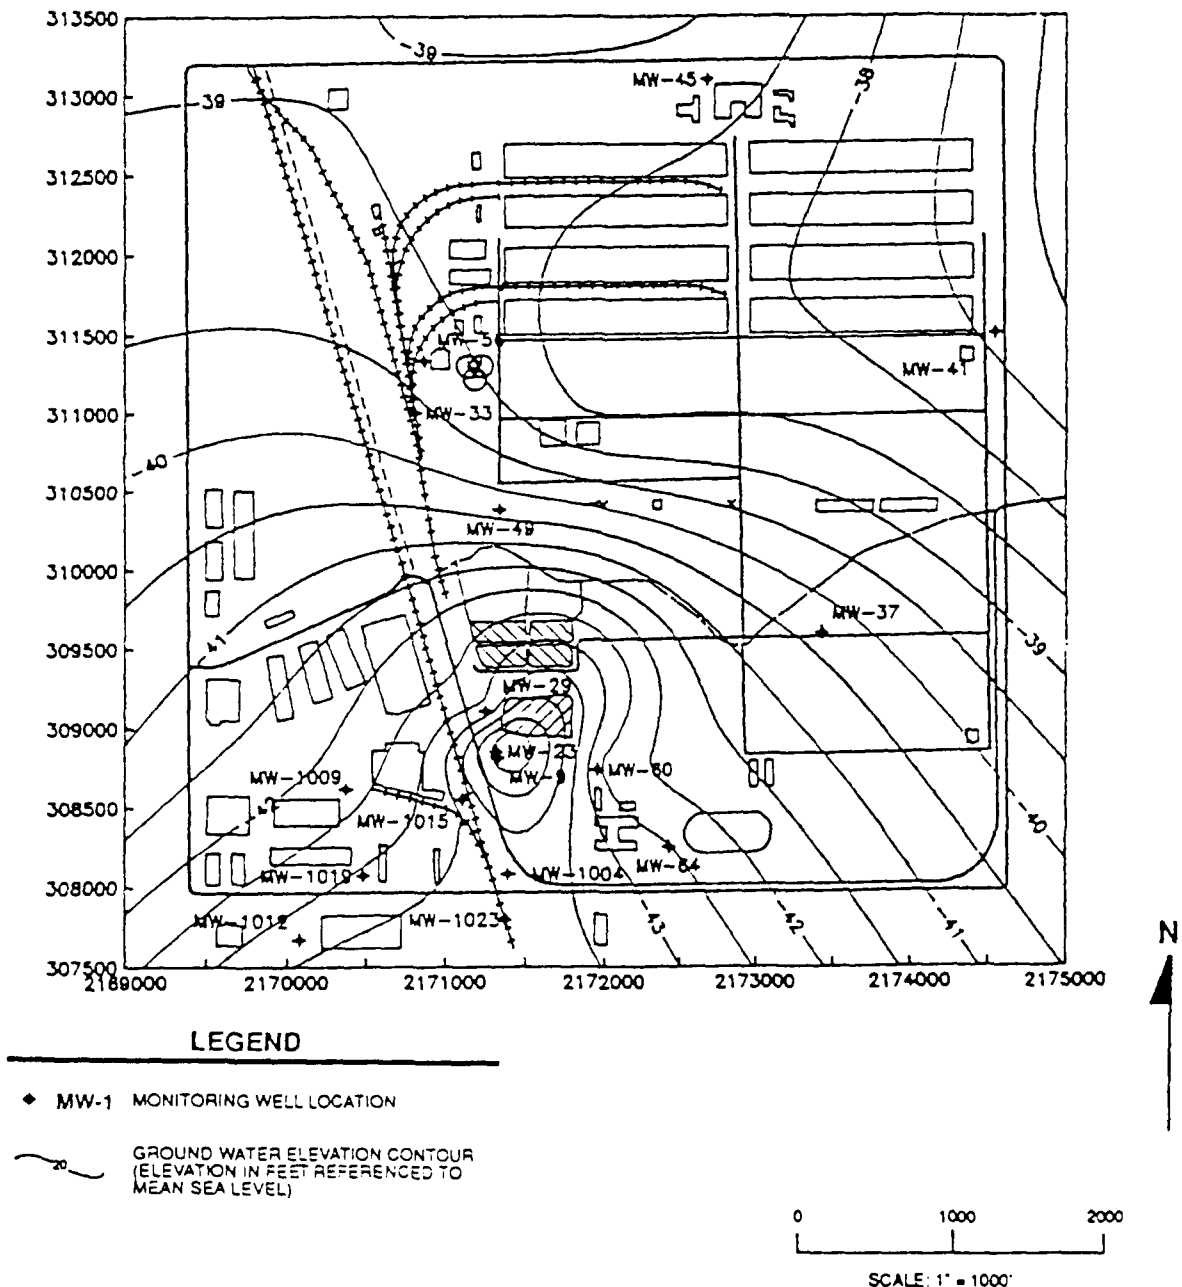 313500
313000
312500
312000
311500
311000
310500
310000
309500
309000
308500
308000
307500
2189000
2170000
2171000
2172000
2173000
2174000
2175000
-39
-38
-39
-40
-41
-39
-40
-41
-42
-43
MW-45
MW-5
MW-41
MW-33
MW-49
MW-37
MW-29
MW-23
MW-9
MW-60
MW-1009
MW-1015
MW-64
MW-1019
MW-1004
MW-1012
MW-1023
N
LEGEND
MW-1 MONITORING WELL LOCATION
20
GROUND WATER ELEVATION CONTOUR
(ELEVATION IN FEET REFERENCED TO
MEAN SEA LEVEL)
0 1000 2000
SCALE: 1" = 1000'